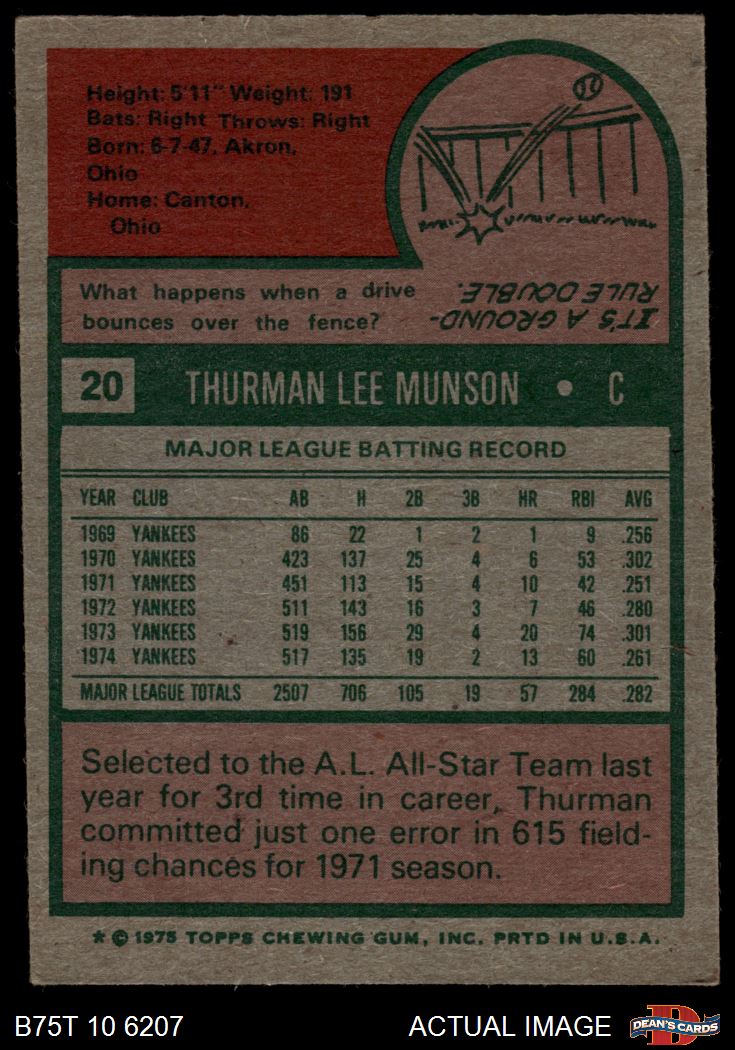 Height: 5'11" Weight: 191
Bats: Right Throws: Right
Born: 6-7-47, Akron,
Ohio
Home: Canton,
Ohio
What happens when a drive
bounces over the fence?
IT'S A GROUND-
RULE DOUBLE.
20 THURMAN LEE MUNSON • C
MAJOR LEAGUE BATTING RECORD
YEAR CLUB AB H 2B 3B HR RBI AVG
1969 YANKEES 86 22 1 2 1 9 .256
1970 YANKEES 423 137 25 4 6 53 .302
1971 YANKEES 451 113 15 4 10 42 .251
1972 YANKEES 511 143 16 3 7 46 .280
1973 YANKEES 519 156 29 4 20 74 .301
1974 YANKEES 517 135 19 2 13 60 .261
MAJOR LEAGUE TOTALS 2507 706 105 19 57 284 .282
Selected to the A.L. All-Star Team last
year for 3rd time in career, Thurman
committed just one error in 615 field-
ing chances for 1971 season.
* © 1975 TOPPS CHEWING GUM, INC. PRTD IN U.S.A.
B75T 10 6207 ACTUAL IMAGE
D
DEAN'S CARDS